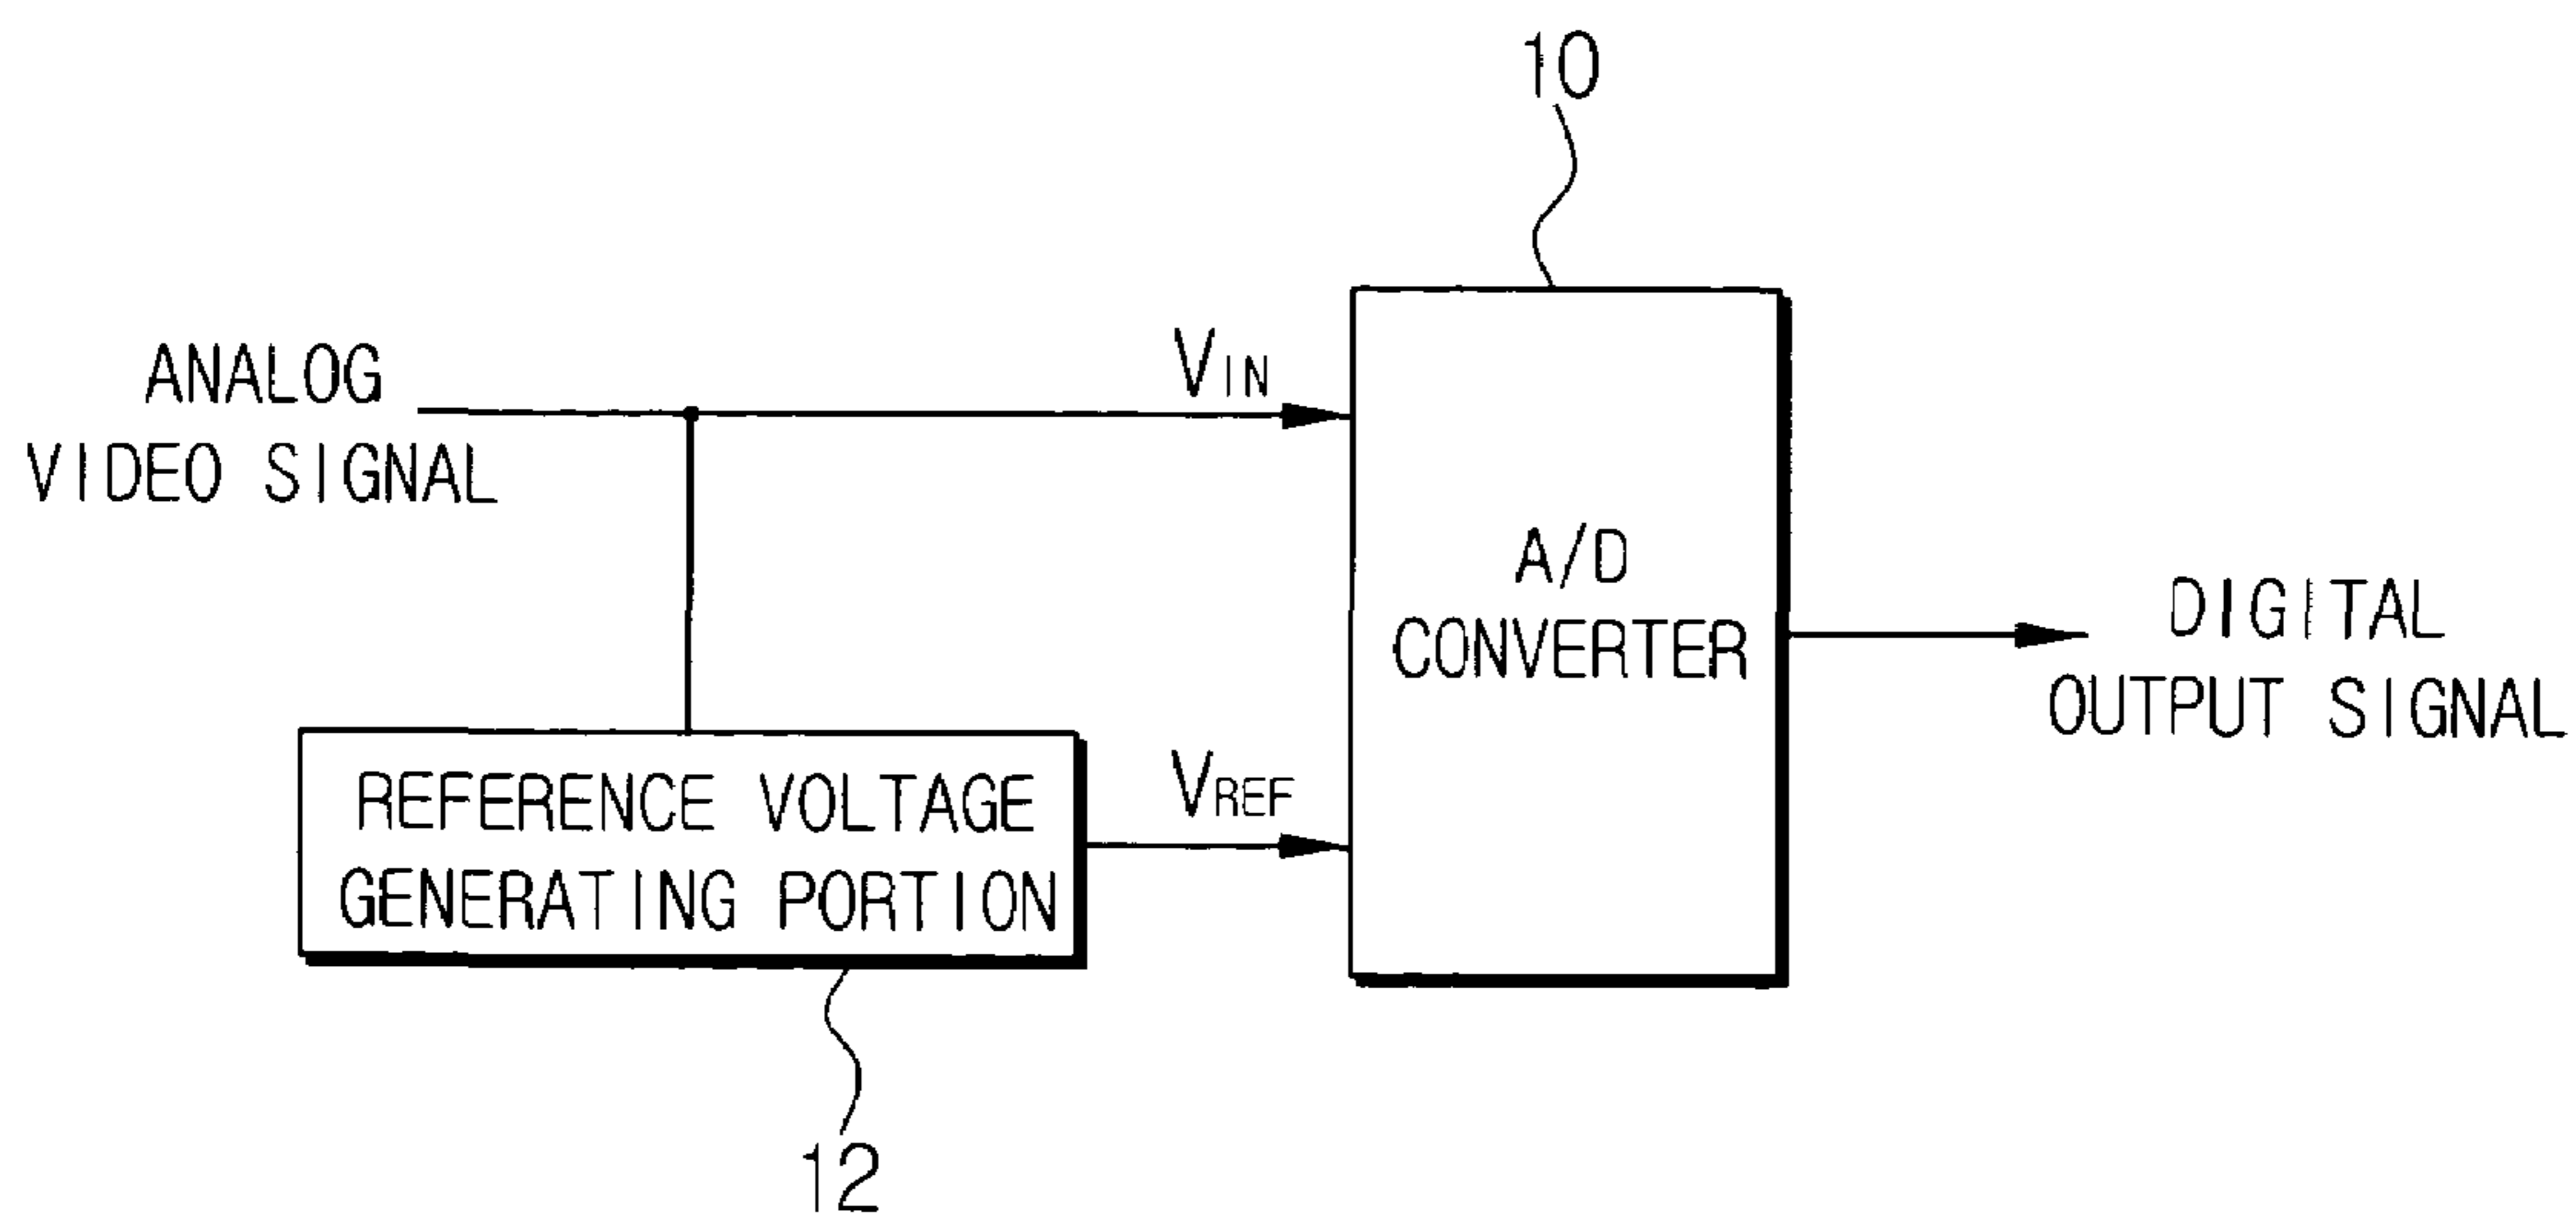 10
ANALOG
VIDEO SIGNAL
VIN
A/D
CONVERTER
DIGITAL
OUTPUT SIGNAL
REFERENCE VOLTAGE
GENERATING PORTION
VREF
12